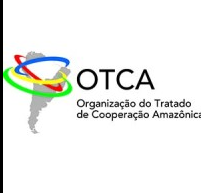 OTCA
Organização do Tratado
de Cooperação Amazônica